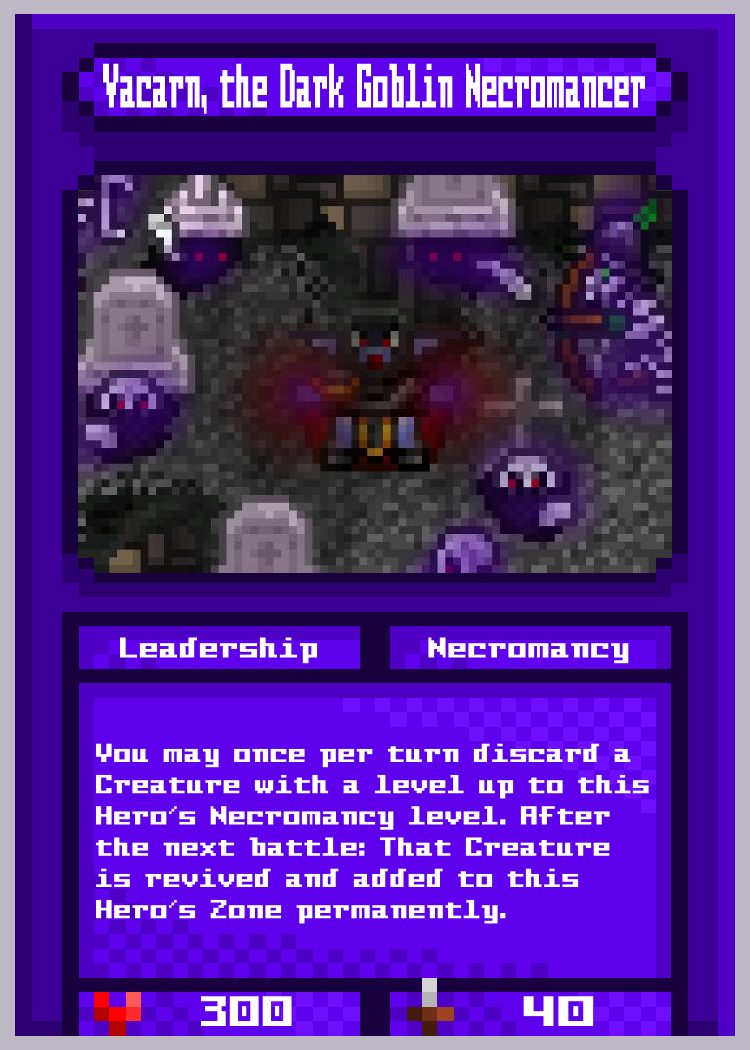 Vacarn, the Dark Goblin Necromancer
Leadership
Necromancy
You may once per turn discard a
Creature with a level up to this
Hero's Necromancy level. After
the next battle: That Creature
is revived and added to this
Hero's Zone permanently.
300
40